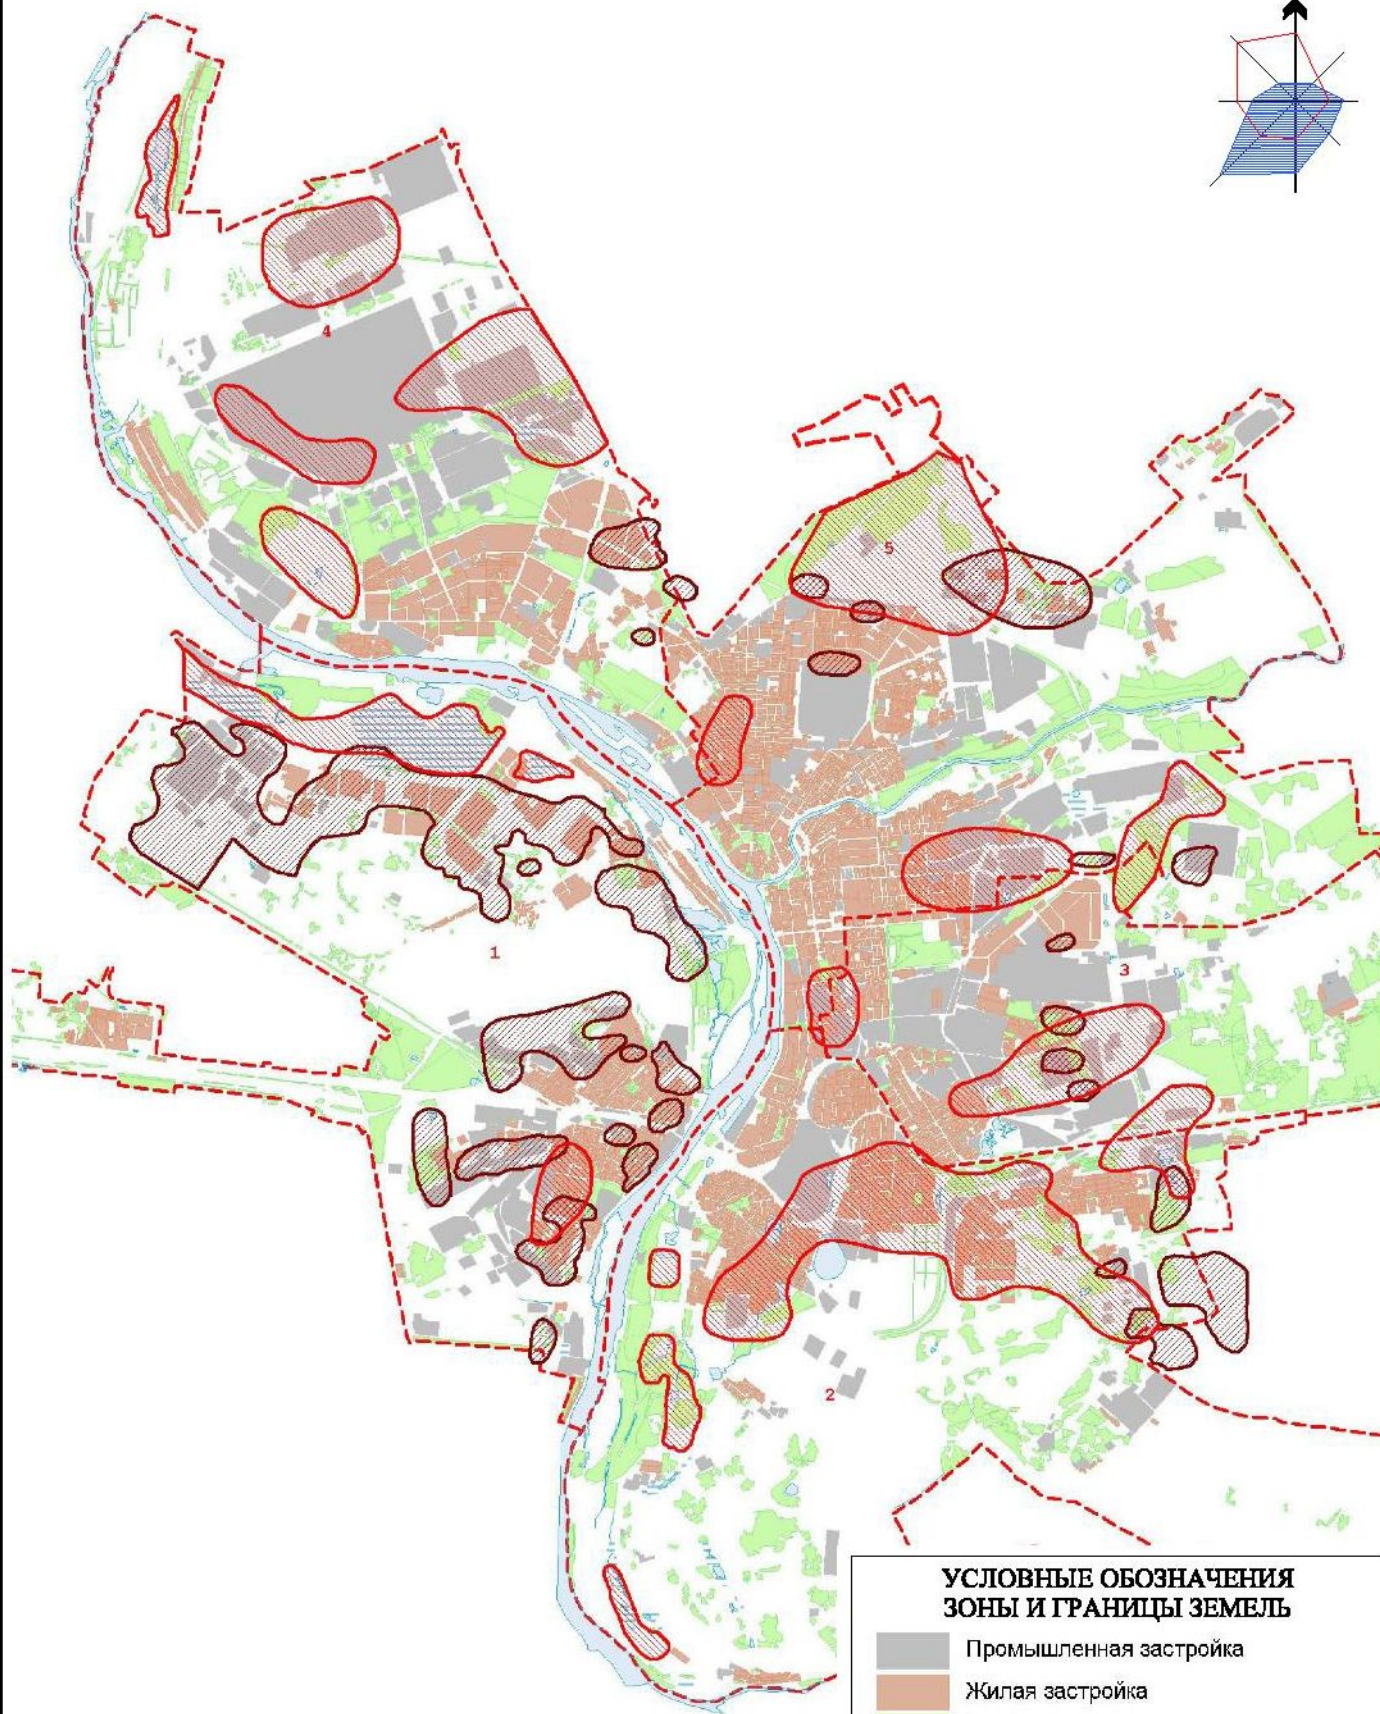 4
5
1
3
2
УСЛОВНЫЕ ОБОЗНАЧЕНИЯ
ЗОНЫ И ГРАНИЦЫ ЗЕМЕЛЬ
Промышленная застройка
Жилая застройка